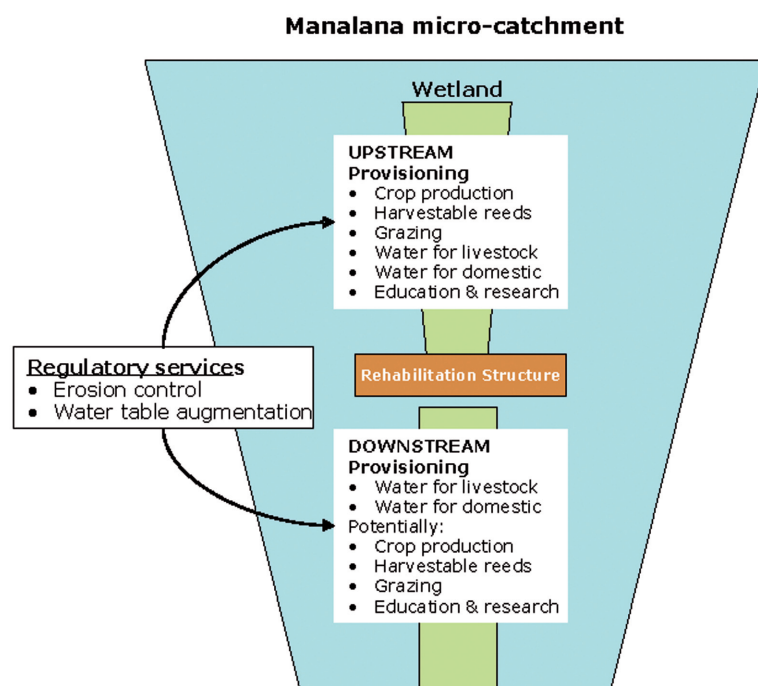 Manalana micro-catchment
Wetland
UPSTREAM
Provisioning
• Crop production
• Harvestable reeds
• Grazing
• Water for livestock
• Water for domestic
• Education & research
Regulatory services
• Erosion control
• Water table augmentation
Rehabilitation Structure
DOWNSTREAM
Provisioning
• Water for livestock
• Water for domestic
Potentially:
• Crop production
• Harvestable reeds
• Grazing
• Education & research